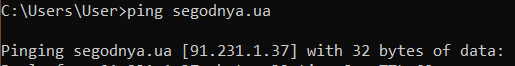 C:\Users\User>ping segodnya.ua
Pinging segodnya.ua [91.231.1.37] with 32 bytes of data: